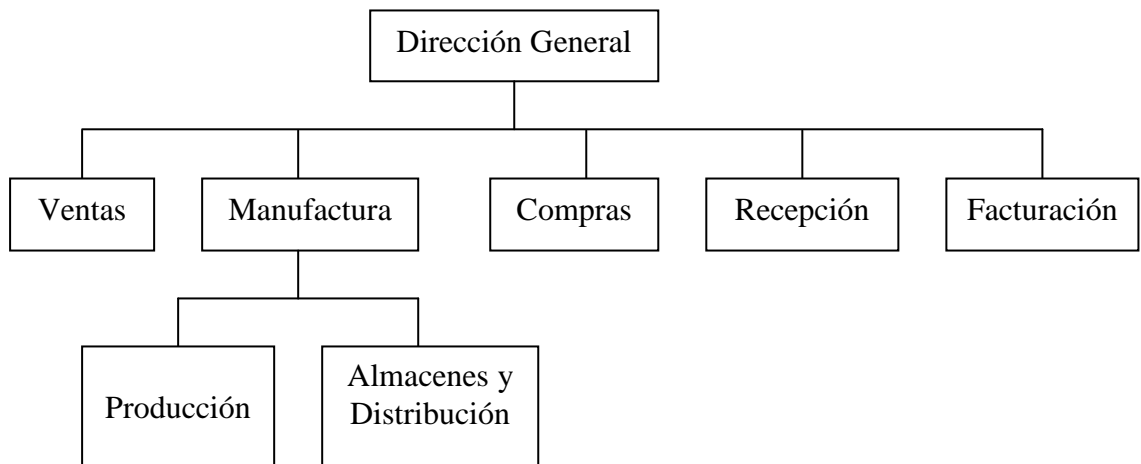 Dirección General
Ventas
Manufactura
Compras
Recepción
Facturación
Producción
Almacenes y
Distribución